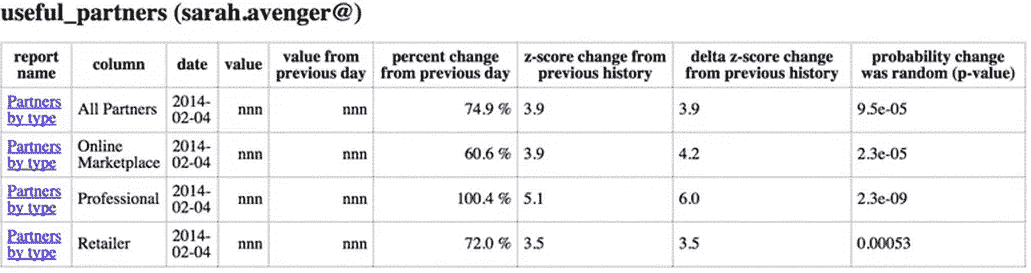 useful_partners (sarah.avenger@)
report name column date value value from previous day percent change from previous day z-score change from previous history delta z-score change from previous history probability change was random (p-value)
Partners by type All Partners 2014-02-04 nnn nnn 74.9 % 3.9 3.9 9.5e-05
Partners by type Online Marketplace 2014-02-04 nnn nnn 60.6 % 3.9 4.2 2.3e-05
Partners by type Professional 2014-02-04 nnn nnn 100.4 % 5.1 6.0 2.3e-09
Partners by type Retailer 2014-02-04 nnn nnn 72.0 % 3.5 3.5 0.00053